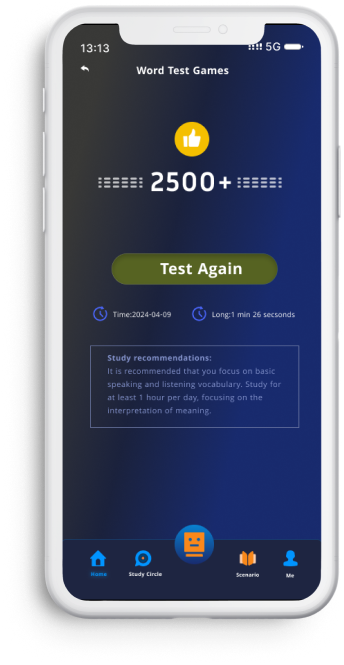 13:13
5G
Word Test Games
2500+
Test Again
Time:2024-04-09
Long:1 min 26 secsonds
Study recommendations:
It is recommended that you focus on basic
speaking and listening vocabulary. Study for
at least 1 hour per day, focusing on the
interpretation of meaning.
Home
Study Circle
Scenario
Me